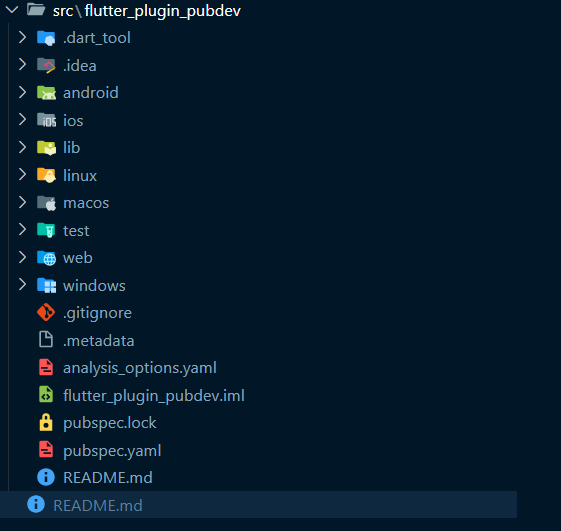 src\flutter_plugin_pubdev
.dart_tool
.idea
android
ios
lib
linux
macos
test
web
windows
.gitignore
.metadata
analysis_options.yaml
flutter_plugin_pubdev.iml
pubspec.lock
pubspec.yaml
README.md
README.md